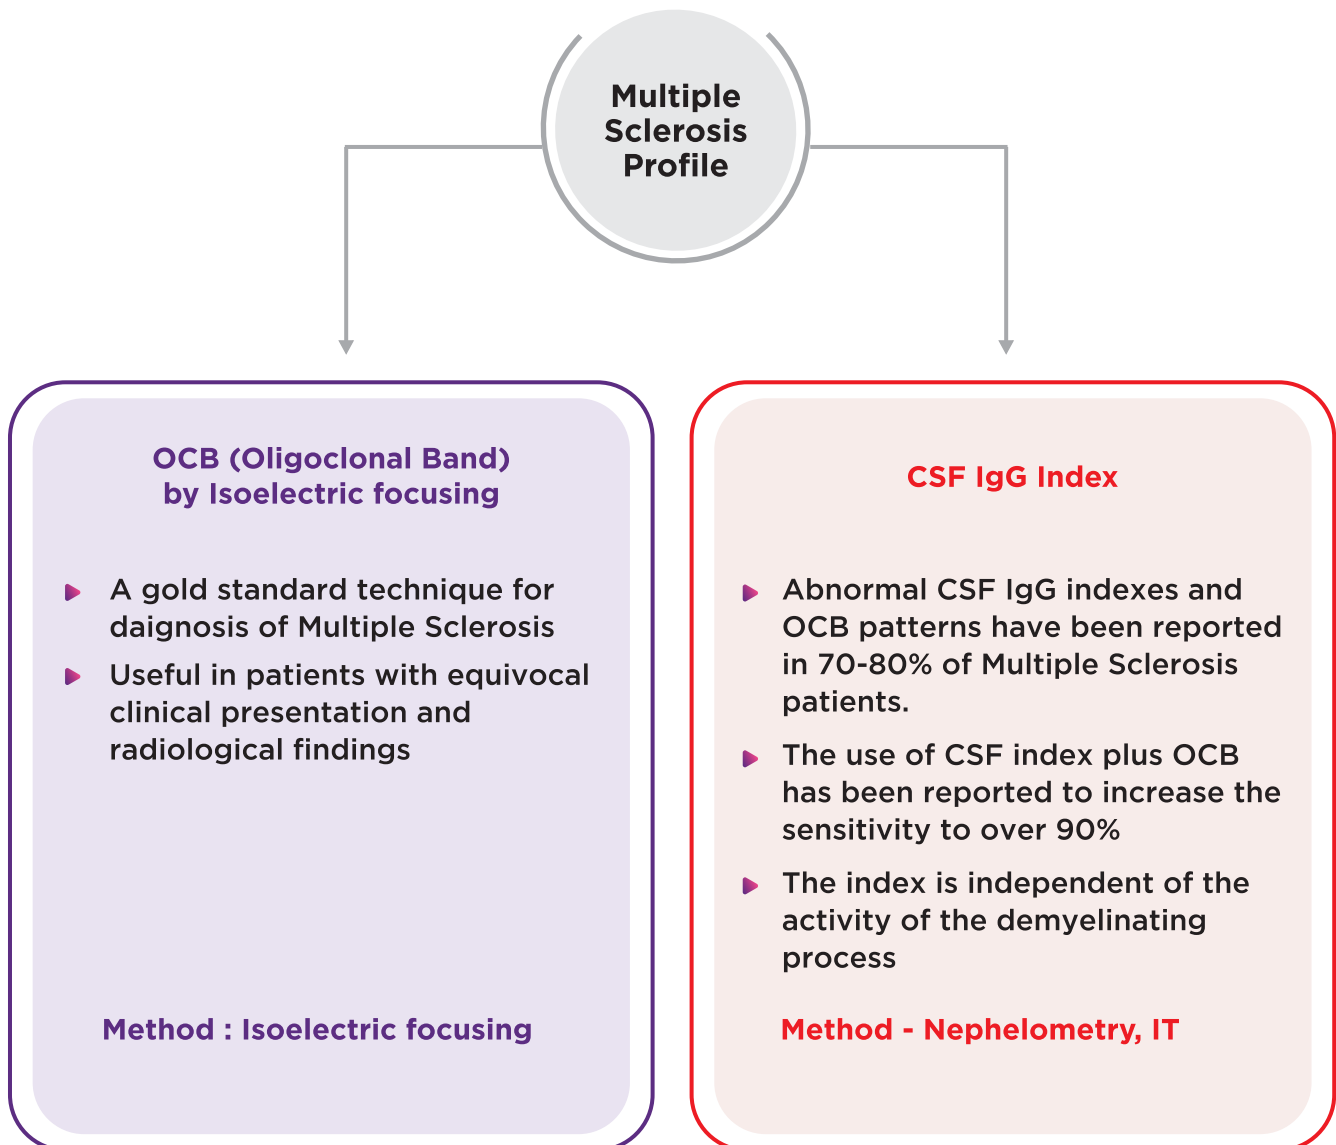 Multiple
Sclerosis
Profile
OCB (Oligoclonal Band)
by Isoelectric focusing
A gold standard technique for
daignosis of Multiple Sclerosis
Useful in patients with equivocal
clinical presentation and
radiological findings
Method : Isoelectric focusing
CSF IgG Index
Abnormal CSF IgG indexes and
OCB patterns have been reported
in 70-80% of Multiple Sclerosis
patients.
The use of CSF index plus OCB
has been reported to increase the
sensitivity to over 90%
The index is independent of the
activity of the demyelinating
process
Method - Nephelometry, IT